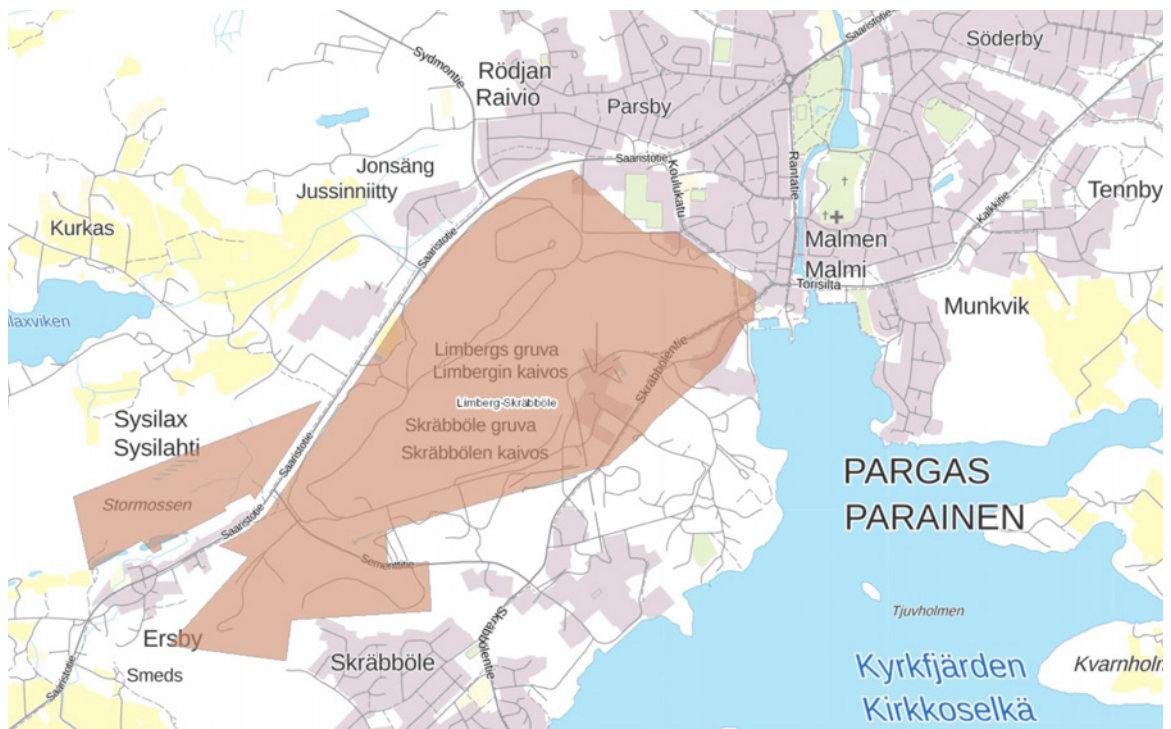 Saaristotie
Söderby
Sydmontie
Rödjan
Raivio
Parsby
Saaristotie
Koulukatu
Rantatie
Jonsäng
Jussinniitty
Kalkkitie
Tennby
Kurkas
Saaristotie
Malmen
Malmi
Torisilta
laxviken
Munkvik
Limbergs gruva
Limbergin kaivos
Skräbbölentie
Limberg-Skräbböle
Sysilax
Sysilahti
Skräbböle gruva
Skräbbölen kaivos
Saaristotie
PARGAS
PARAINEN
Stormossen
Saaristotie
Sementtitie
Tjuvholmen
Ersby
Skräbbölentie
Smeds
Skräbböle
Saaristotie
Kyrkfjärden
Kirkkoselkä
Kvarnholm